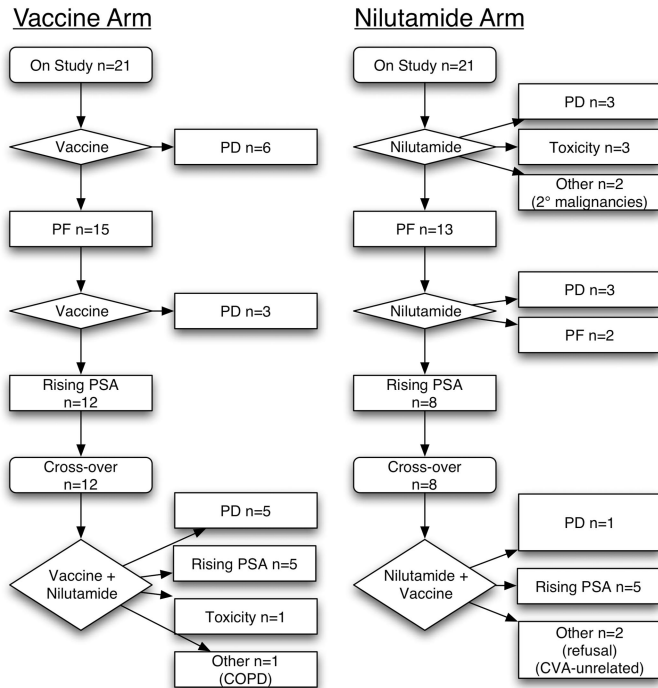 Vaccine Arm
On Study n=21
Vaccine
PD n=6
PF n=15
Vaccine
PD n=3
Rising PSA
n=12
Cross-over
n=12
Vaccine +
Nilutamide
PD n=5
Rising PSA n=5
Toxicity n=1
Other n=1
(COPD)
Nilutamide Arm
On Study n=21
Nilutamide
PD n=3
Toxicity n=3
Other n=2
(2° malignancies)
PF n=13
Nilutamide
PD n=3
PF n=2
Rising PSA
n=8
Cross-over
n=8
Nilutamide +
Vaccine
PD n=1
Rising PSA n=5
Other n=2
(refusal)
(CVA-unrelated)